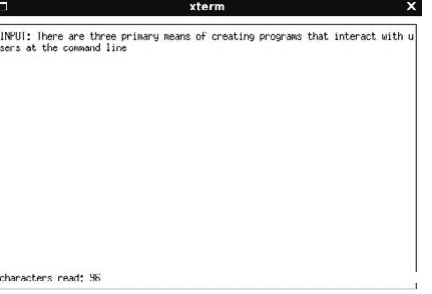 xterm
INPUT: There are three primary means of creating programs that interact with u
sers at the command line
characters read: 96